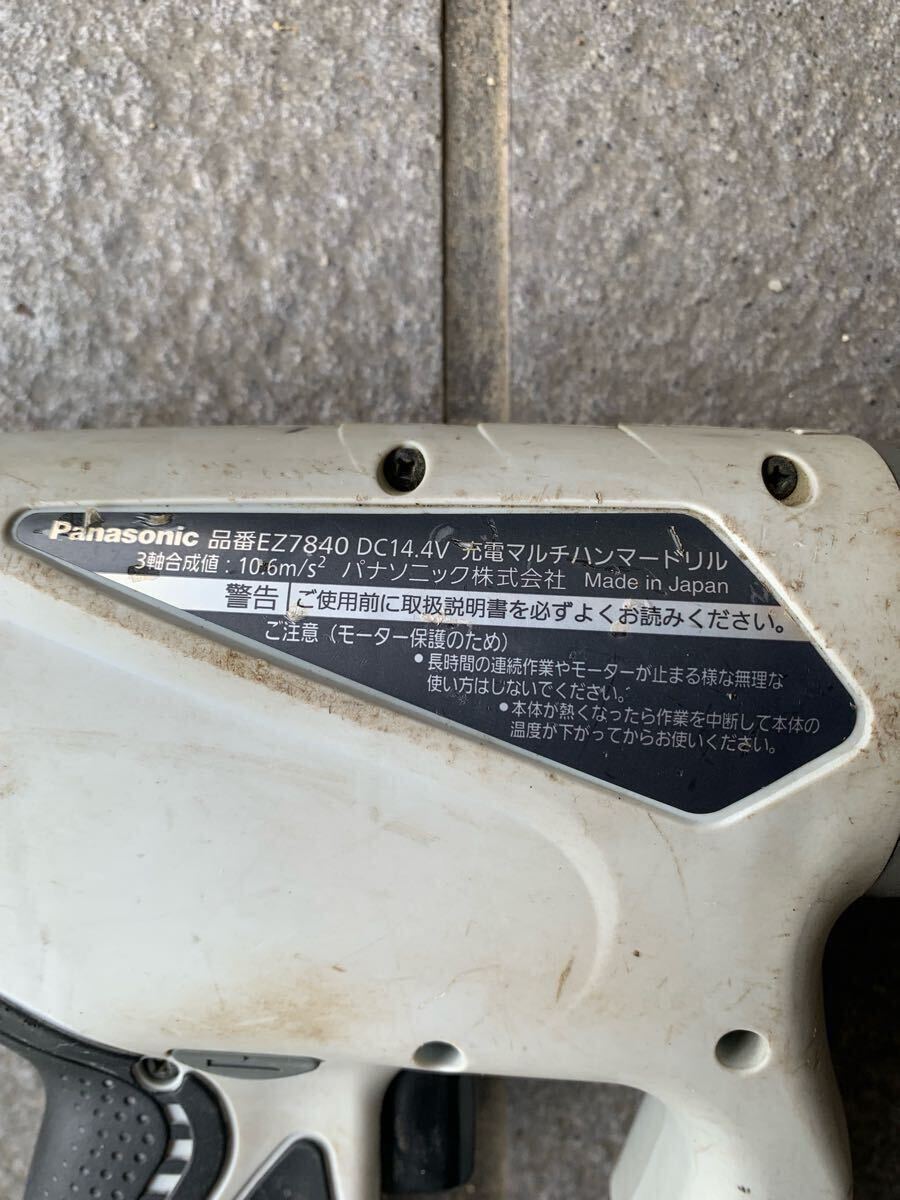 Panasonic 品番EZ7840 DC14.4V 充電マルチハンマードリル
3軸合成値：10.6m/s² パナソニック株式会社 Made in Japan
警告 ご使用前に取扱説明書を必ずよくお読みください。
ご注意（モーター保護のため）
●長時間の連続作業やモーターが止まる様な無理な
使い方はしないでください。
●本体が熱くなったら作業を中断して本体の
温度が下がってからお使いください。